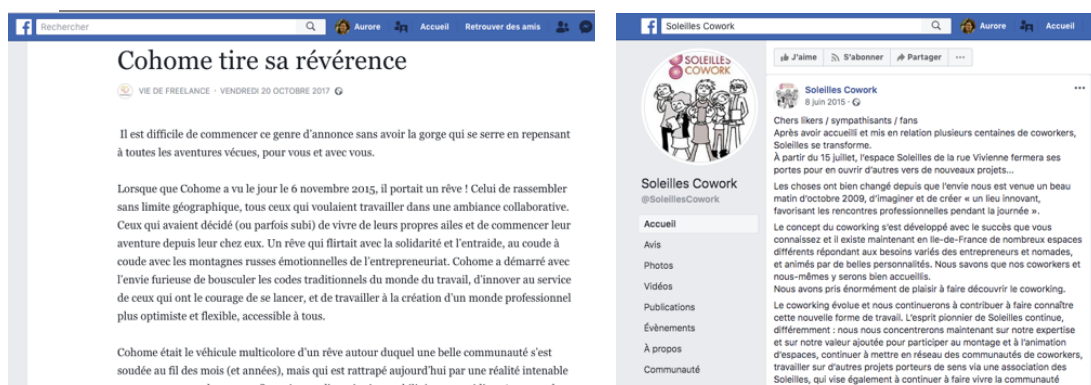 Rechercher
Aurore
Accueil
Retrouver des amis
Cohome tire sa révérence
VIE DE FREELANCE · VENDREDI 20 OCTOBRE 2017
Il est difficile de commencer ce genre d'annonce sans avoir la gorge qui se serre en repensant
à toutes les aventures vécues, pour vous et avec vous.
Lorsque que Cohome a vu le jour le 6 novembre 2015, il portait un rêve ! Celui de rassembler
sans limite géographique, tous ceux qui voulaient travailler dans une ambiance collaborative.
Ceux qui avaient décidé (ou parfois subi) de vivre de leurs propres ailes et de commencer leur
aventure depuis leur chez eux. Un rêve qui flirtait avec la solidarité et l'entraide, au coude à
coude avec les montagnes russes émotionnelles de l'entrepreneuriat. Cohome a démarré avec
l'envie furieuse de bousculer les codes traditionnels du monde du travail, d'innover au service
de ceux qui ont le courage de se lancer, et de travailler à la création d'un monde professionnel
plus optimiste et flexible, accessible à tous.
Cohome était le véhicule multicolore d'un rêve autour duquel une belle communauté s'est
soudée au fil des mois (et années), mais qui est rattrapé aujourd'hui par une réalité intenable
Soleilles Cowork
Aurore
Accueil
SOLEILLES
COWORK
Soleilles Cowork
@SoleillesCowork
Accueil
Avis
Photos
Vidéos
Publications
Évènements
À propos
Communauté
J'aime
S'abonner
Partager
Soleilles Cowork
8 juin 2015
Chers likers / sympathisants / fans
Après avoir accueilli et mis en relation plusieurs centaines de coworkers,
Soleilles se transforme.
À partir du 15 juillet, l'espace Soleilles de la rue Vivienne fermera ses
portes pour en ouvrir d'autres vers de nouveaux projets...
Les choses ont bien changé depuis que l'envie nous est venue un beau
matin d'octobre 2009, d'imaginer et de créer « un lieu innovant,
favorisant les rencontres professionnelles pendant la journée ».
Le concept du coworking s'est développé avec le succès que vous
connaissez et il existe maintenant en Ile-de-France de nombreux espaces
différents répondant aux besoins variés des entrepreneurs et nomades,
et animés par de belles personnalités. Nous savons que nos coworkers et
nous-mêmes y serons bien accueillis.
Nous avons pris énormément de plaisir à faire découvrir le coworking.
Le coworking évolue et nous continuerons à contribuer à faire connaître
cette nouvelle forme de travail. L'esprit pionnier de Soleilles continue,
différemment : nous nous concentrerons maintenant sur notre expertise
et sur notre valeur ajoutée pour participer au montage et à l'animation
d'espaces, continuer à mettre en réseau des communautés de coworkers,
travailler sur d'autres projets porteurs de sens via une association des
Soleilles, qui vise également à continuer à faire vivre la communauté